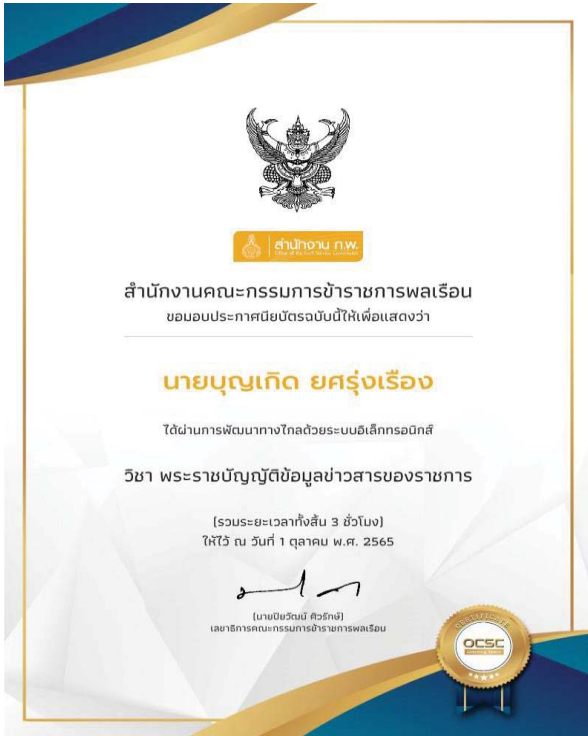 สำนักงาน ก.พ.
สำนักงานคณะกรรมการข้าราชการพลเรือน
ขอมอบประกาศนียบัตรฉบับนี้ให้เพื่อแสดงว่า
นายบุญเกิด ยศรุ่งเรือง
ได้ผ่านการพัฒนาทางไกลด้วยระบบอิเล็กทรอนิกส์
วิชา พระราชบัญญัติข้อมูลข่าวสารของราชการ
(รวมระยะเวลาทั้งสิ้น 3 ชั่วโมง)
ให้ไว้ ณ วันที่ 1 ตุลาคม พ.ศ. 2565
(นายปิยวัฒน์ ศิวรักษ์)
เลขาธิการคณะกรรมการข้าราชการพลเรือน
CERTIFICATE
OCSC
Learning Space